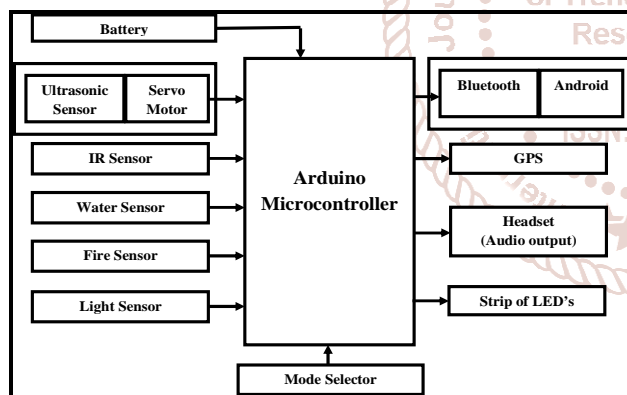 Battery
Ultrasonic
Sensor
Servo
Motor
IR Sensor
Water Sensor
Fire Sensor
Light Sensor
Arduino
Microcontroller
Mode Selector
Bluetooth
Android
GPS
Headset
(Audio output)
Strip of LED's